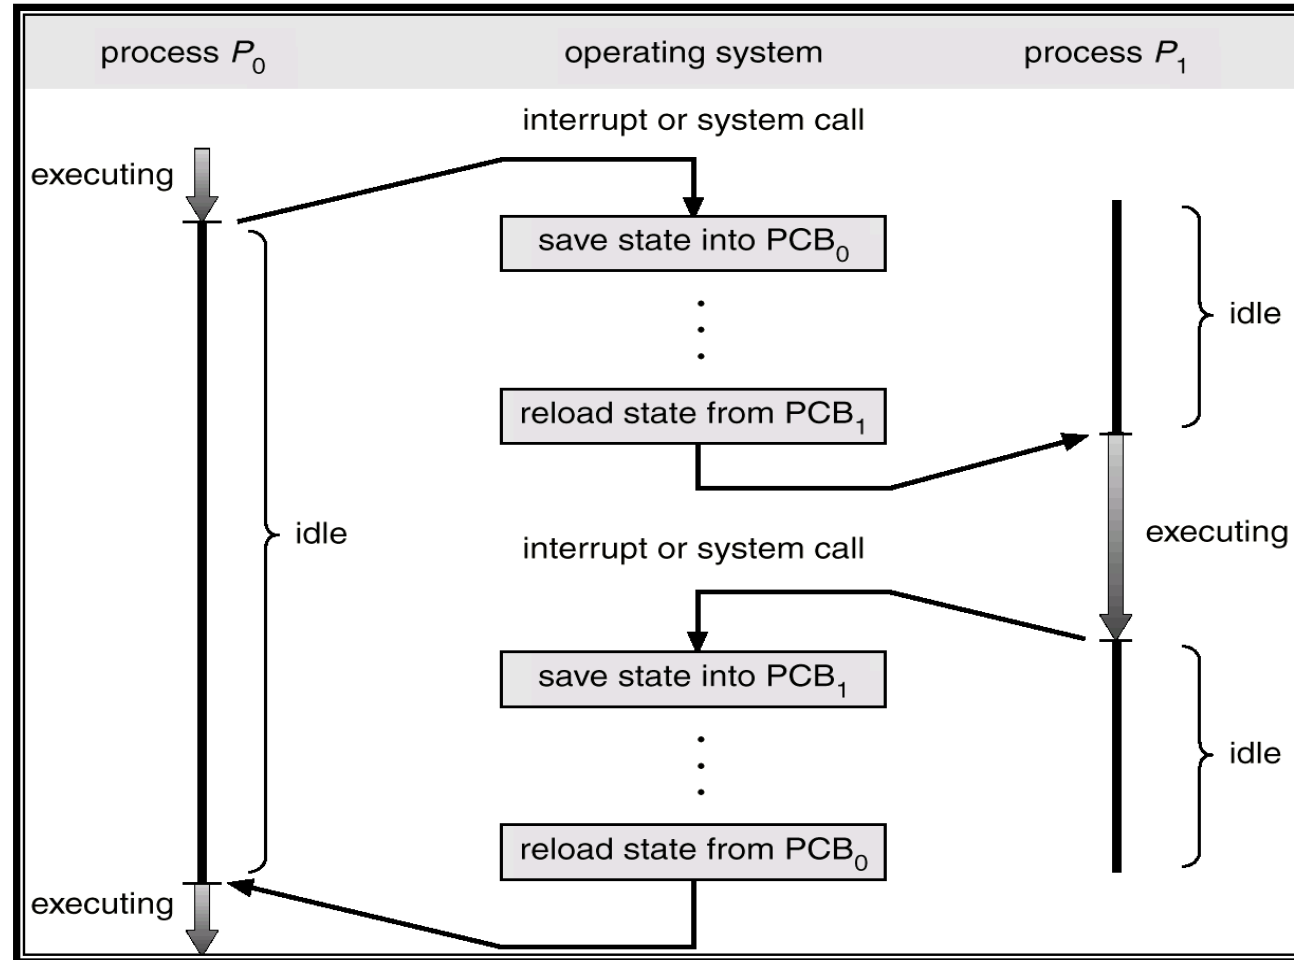 process P₀
operating system
process P₁
interrupt or system call
executing
save state into PCB₀
idle
reload state from PCB₁
idle
executing
interrupt or system call
save state into PCB₁
idle
reload state from PCB₀
executing